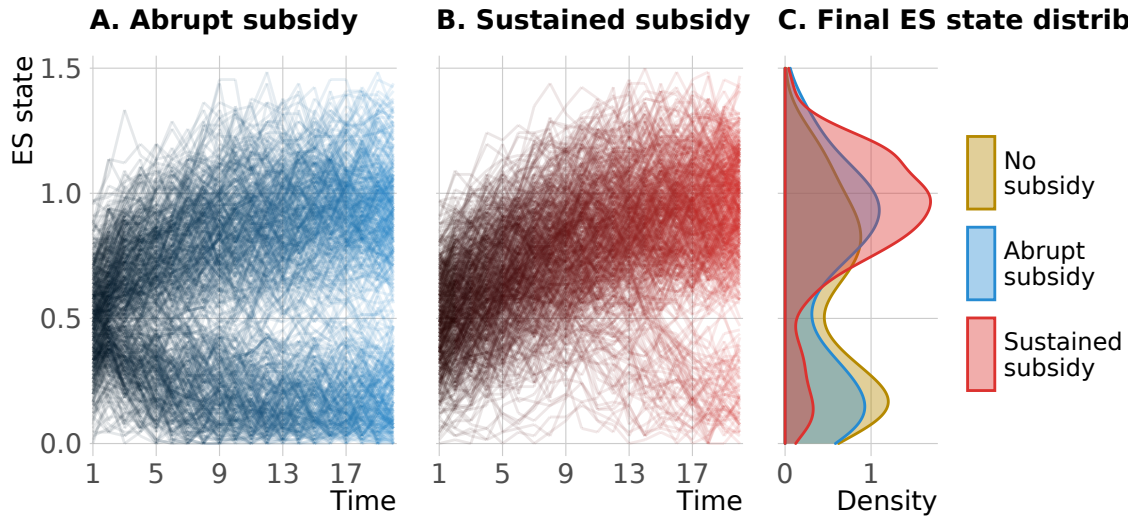 A. Abrupt subsidy
B. Sustained subsidy
C. Final ES state distrib
ES state
1.5
1.0
0.5
0.0
1 5 9 13 17
Time
1 5 9 13 17
Time
0 1
Density
No
subsidy
Abrupt
subsidy
Sustained
subsidy